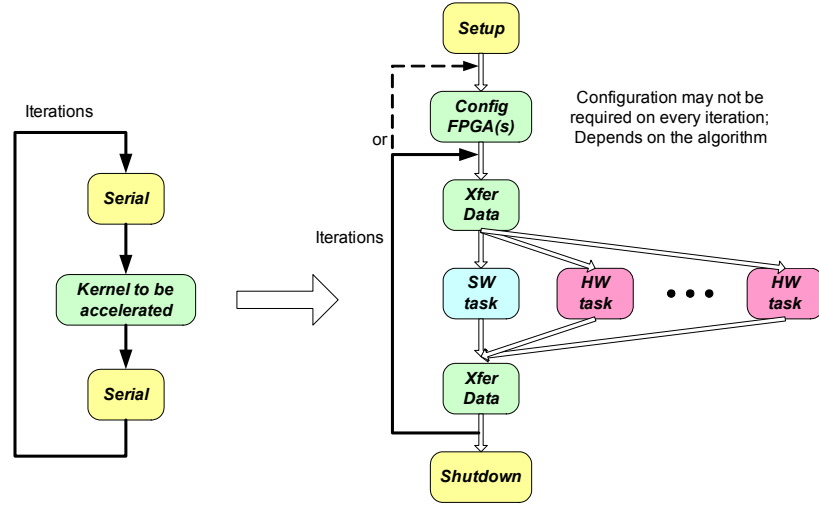 Iterations
Serial
Kernel to be
accelerated
Serial
Setup
Config
FPGA(s)
Configuration may not be
required on every iteration;
Depends on the algorithm
or
Xfer
Data
Iterations
SW
task
HW
task
HW
task
Xfer
Data
Shutdown